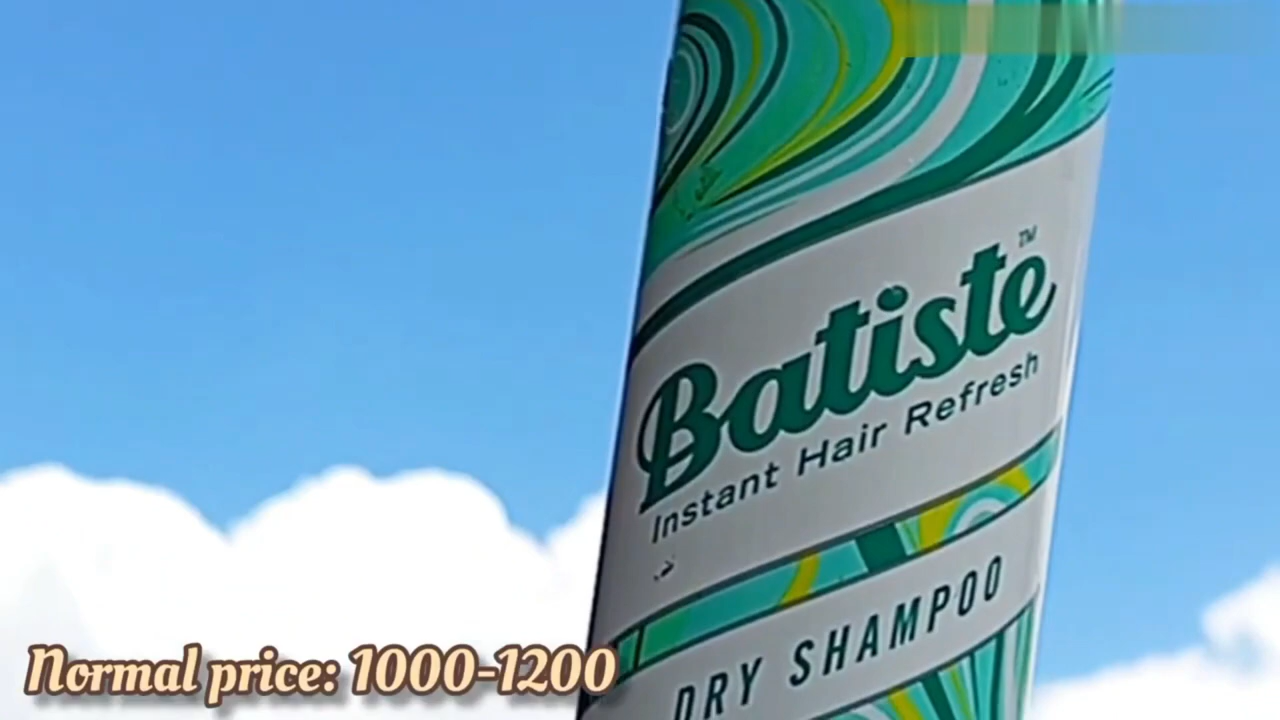 Batiste™
Instant Hair Refresh
DRY SHAMPOO
Normal price: 1000-1200